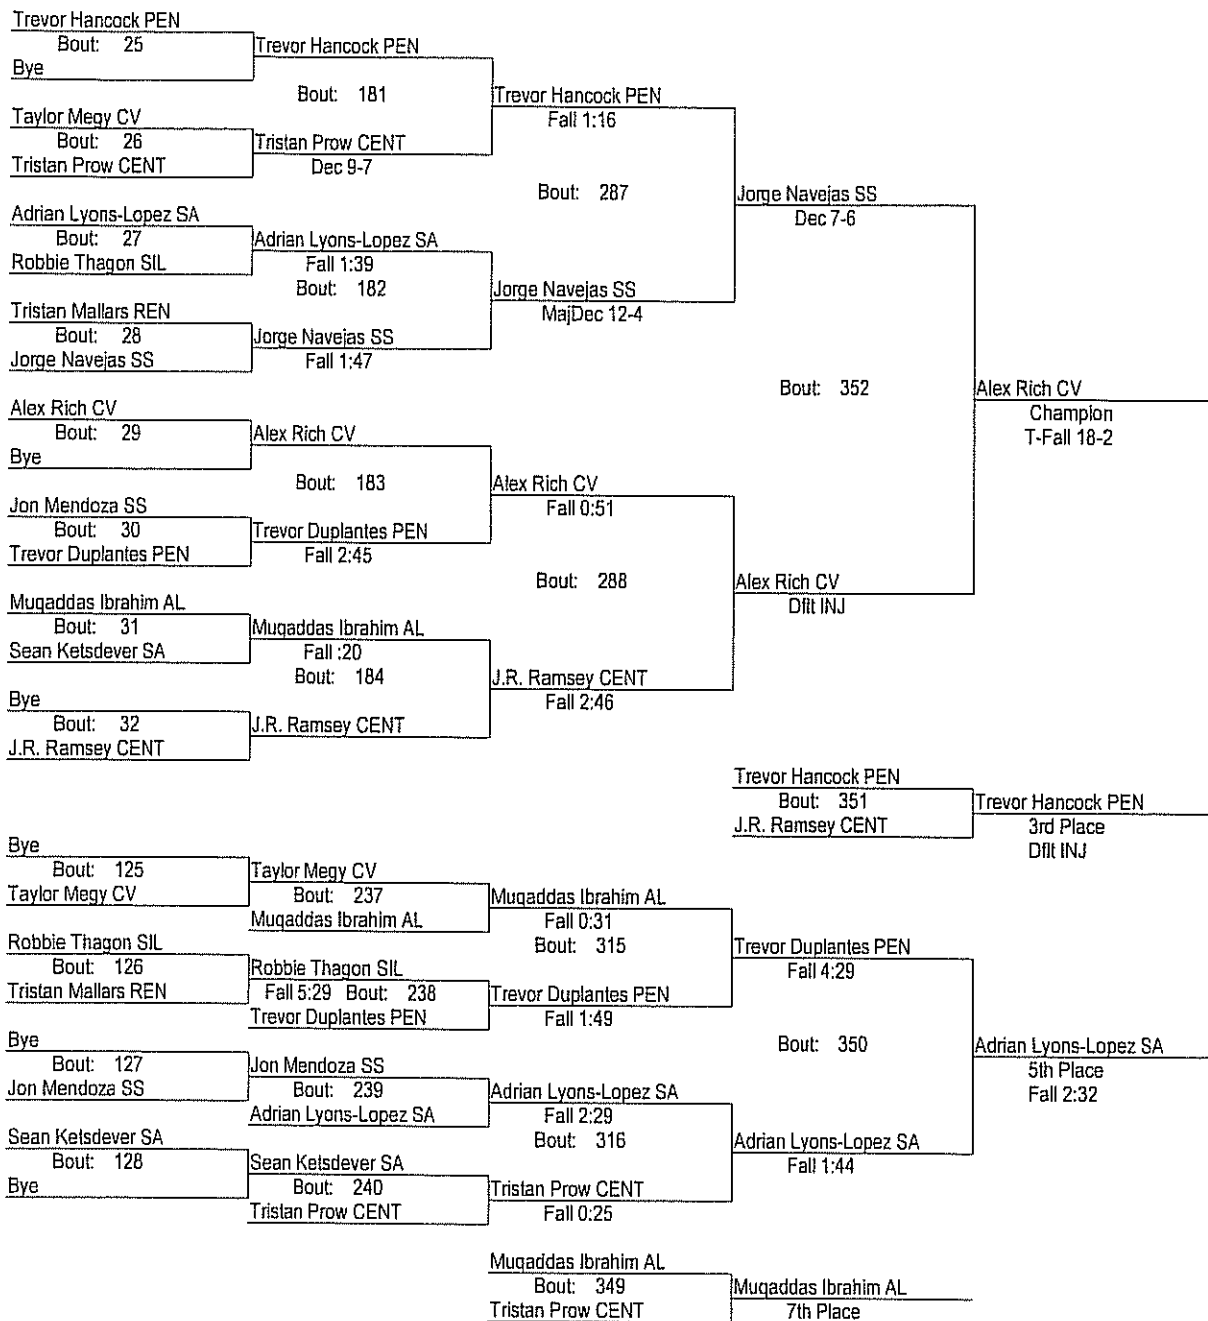 Trevor Hancock PEN
Bout: 25
Bye
Trevor Hancock PEN
Bout: 181
Taylor Megy CV
Bout: 26
Tristan Prow CENT
Tristan Prow CENT
Dec 9-7
Trevor Hancock PEN
Fall 1:16
Bout: 287
Adrian Lyons-Lopez SA
Bout: 27
Robbie Thagon SIL
Adrian Lyons-Lopez SA
Fall 1:39
Bout: 182
Tristan Mallars REN
Bout: 28
Jorge Navejas SS
Jorge Navejas SS
Fall 1:47
Jorge Navejas SS
MajDec 12-4
Jorge Navejas SS
Dec 7-6
Bout: 352
Alex Rich CV
Champion
T-Fall 18-2
Alex Rich CV
Bout: 29
Bye
Alex Rich CV
Bout: 183
Jon Mendoza SS
Bout: 30
Trevor Duplantes PEN
Trevor Duplantes PEN
Fall 2:45
Alex Rich CV
Fall 0:51
Bout: 288
Alex Rich CV
Dflt INJ
Muqaddas Ibrahim AL
Bout: 31
Sean Ketsdever SA
Muqaddas Ibrahim AL
Fall :20
Bout: 184
Bye
Bout: 32
J.R. Ramsey CENT
J.R. Ramsey CENT
J.R. Ramsey CENT
Fall 2:46
Trevor Hancock PEN
Bout: 351
J.R. Ramsey CENT
Trevor Hancock PEN
3rd Place
Dflt INJ
Bye
Bout: 125
Taylor Megy CV
Taylor Megy CV
Bout: 237
Muqaddas Ibrahim AL
Muqaddas Ibrahim AL
Fall 0:31
Bout: 315
Robbie Thagon SIL
Bout: 126
Tristan Mallars REN
Robbie Thagon SIL
Fall 5:29 Bout: 238
Trevor Duplantes PEN
Trevor Duplantes PEN
Fall 1:49
Trevor Duplantes PEN
Fall 4:29
Bout: 350
Adrian Lyons-Lopez SA
5th Place
Fall 2:32
Bye
Bout: 127
Jon Mendoza SS
Jon Mendoza SS
Bout: 239
Adrian Lyons-Lopez SA
Adrian Lyons-Lopez SA
Fall 2:29
Bout: 316
Adrian Lyons-Lopez SA
Fall 1:44
Sean Ketsdever SA
Bout: 128
Bye
Sean Ketsdever SA
Bout: 240
Tristan Prow CENT
Tristan Prow CENT
Fall 0:25
Muqaddas Ibrahim AL
Bout: 349
Tristan Prow CENT
Muqaddas Ibrahim AL
7th Place